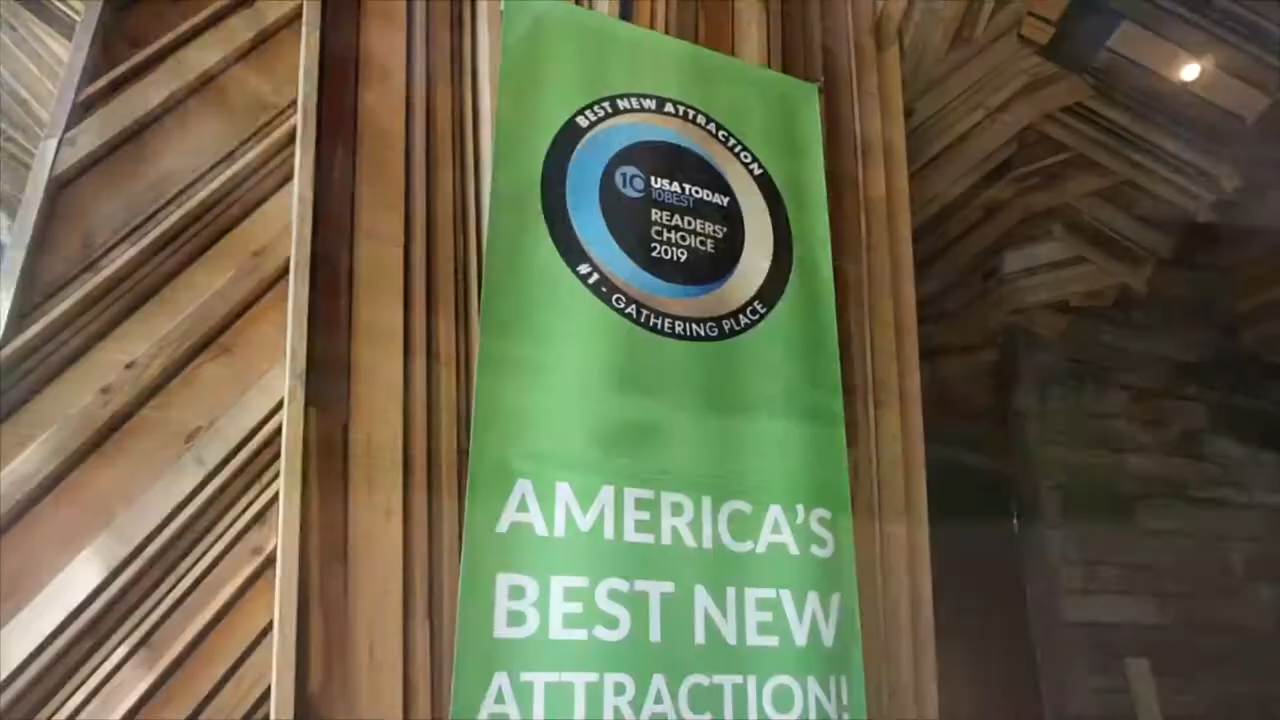 BEST NEW ATTRACTION
10 USA TODAY
10BEST
READERS'
CHOICE
2019
#1 - GATHERING PLACE
AMERICA'S
BEST NEW
ATTRACTION!